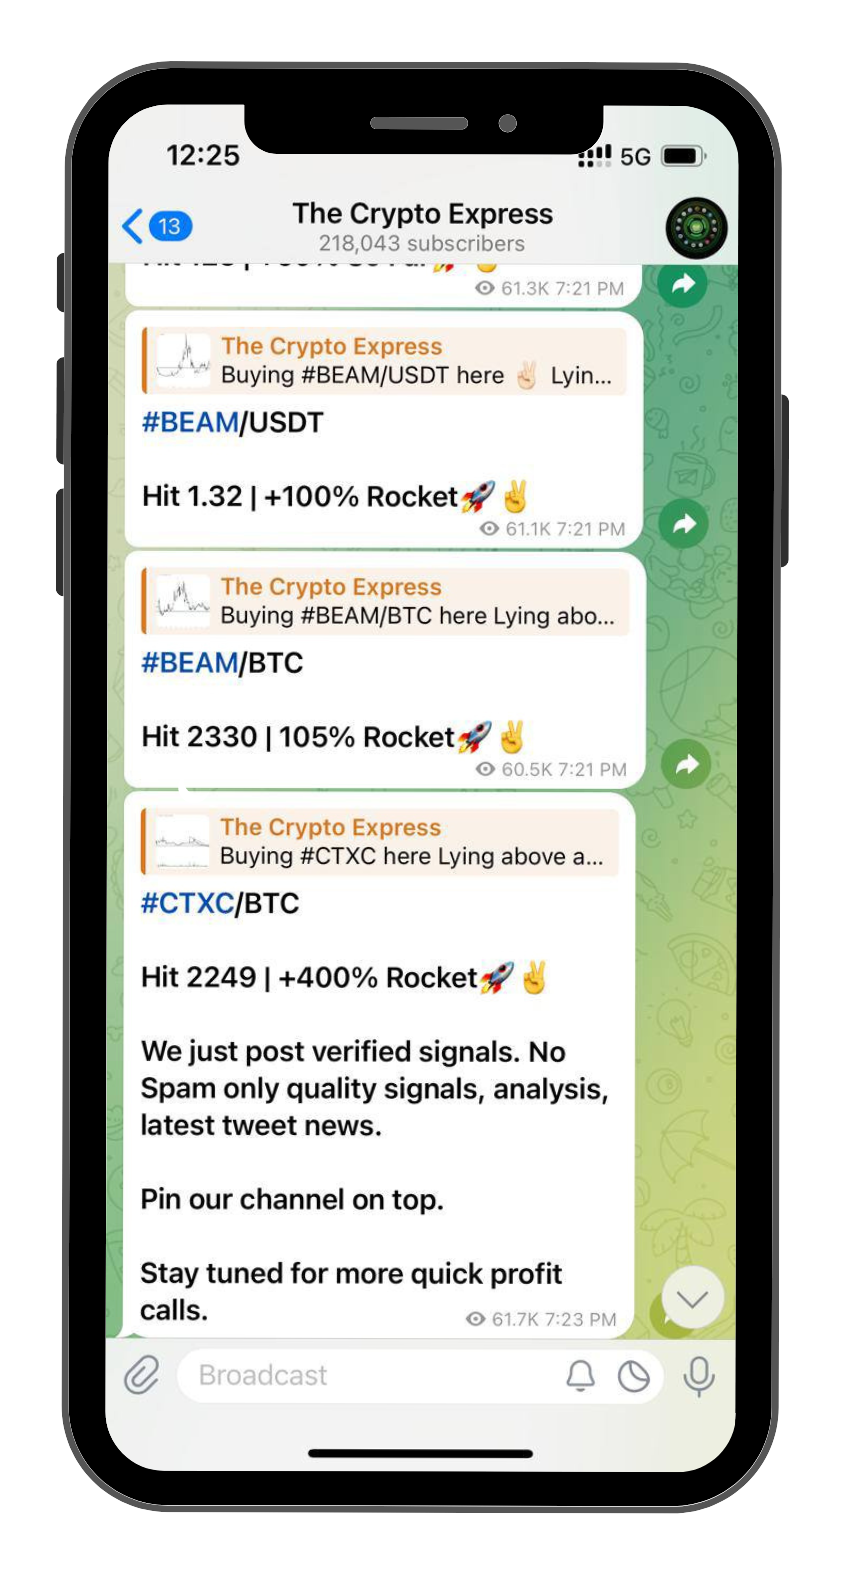 12:25
5G
13
The Crypto Express
218,043 subscribers
61.3K 7:21 PM
The Crypto Express
Buying #BEAM/USDT here ✌🏻 Lyin...
#BEAM/USDT
Hit 1.32 | +100% Rocket🚀✌️
61.1K 7:21 PM
The Crypto Express
Buying #BEAM/BTC here Lying abo...
#BEAM/BTC
Hit 2330 | 105% Rocket🚀✌️
60.5K 7:21 PM
The Crypto Express
Buying #CTXC here Lying above a...
#CTXC/BTC
Hit 2249 | +400% Rocket🚀✌️
We just post verified signals. No
Spam only quality signals, analysis,
latest tweet news.
Pin our channel on top.
Stay tuned for more quick profit
calls.
61.7K 7:23 PM
Broadcast